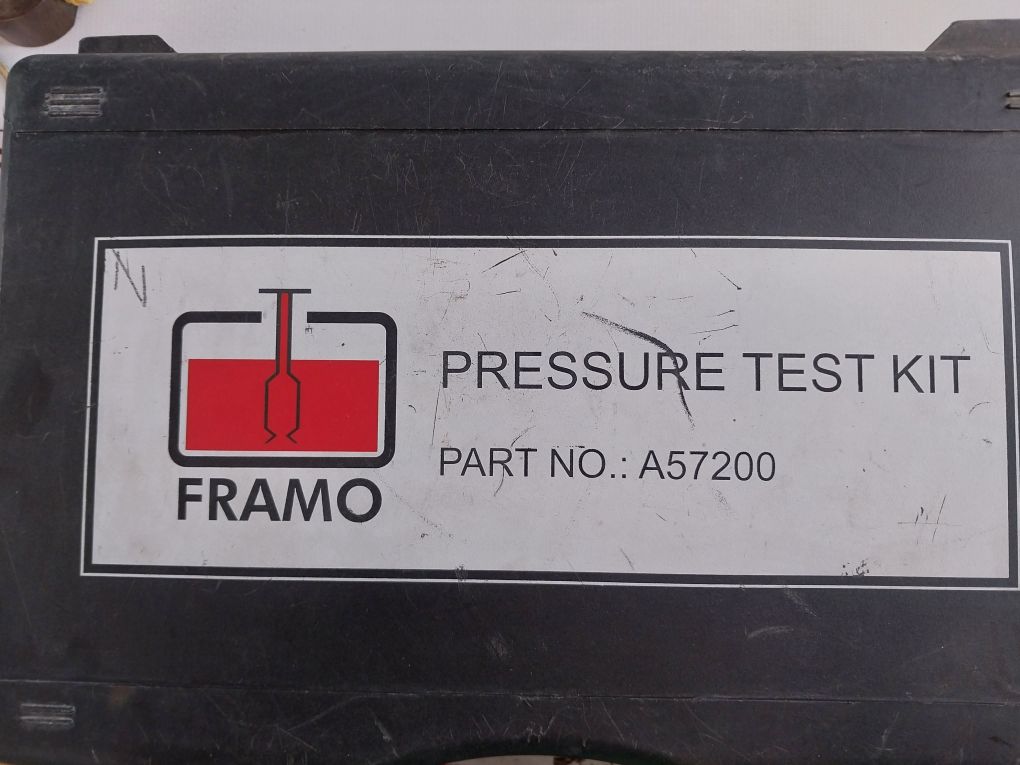 FRAMO
PRESSURE TEST KIT
PART NO.: A57200